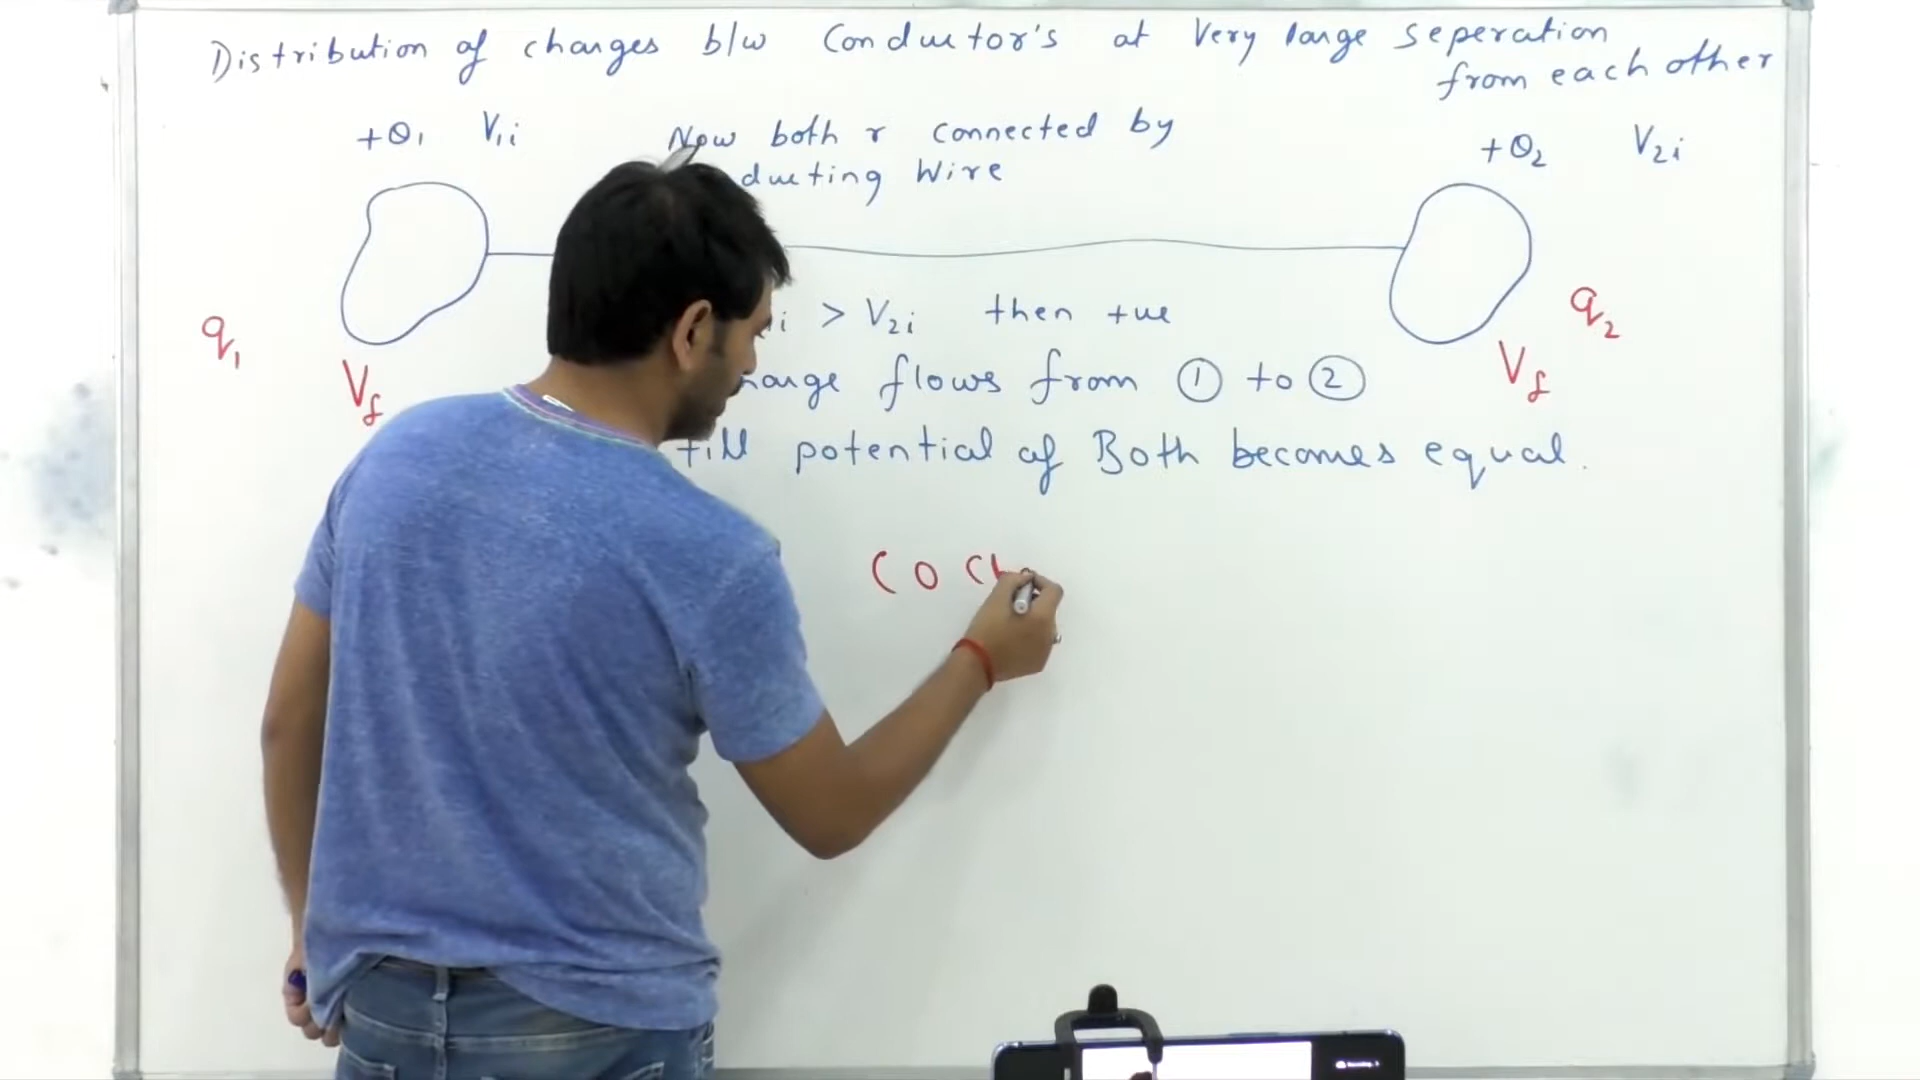 Distribution of charges b/w Conductor's at Very large seperation
from each other
+Q1 V1i
Now both r connected by
ducting Wire
+Q2 V2i
i > V2i then +ve
flows from 1 to 2
till potential of Both becomes equal.
q1
Vf
q2
Vf
CO